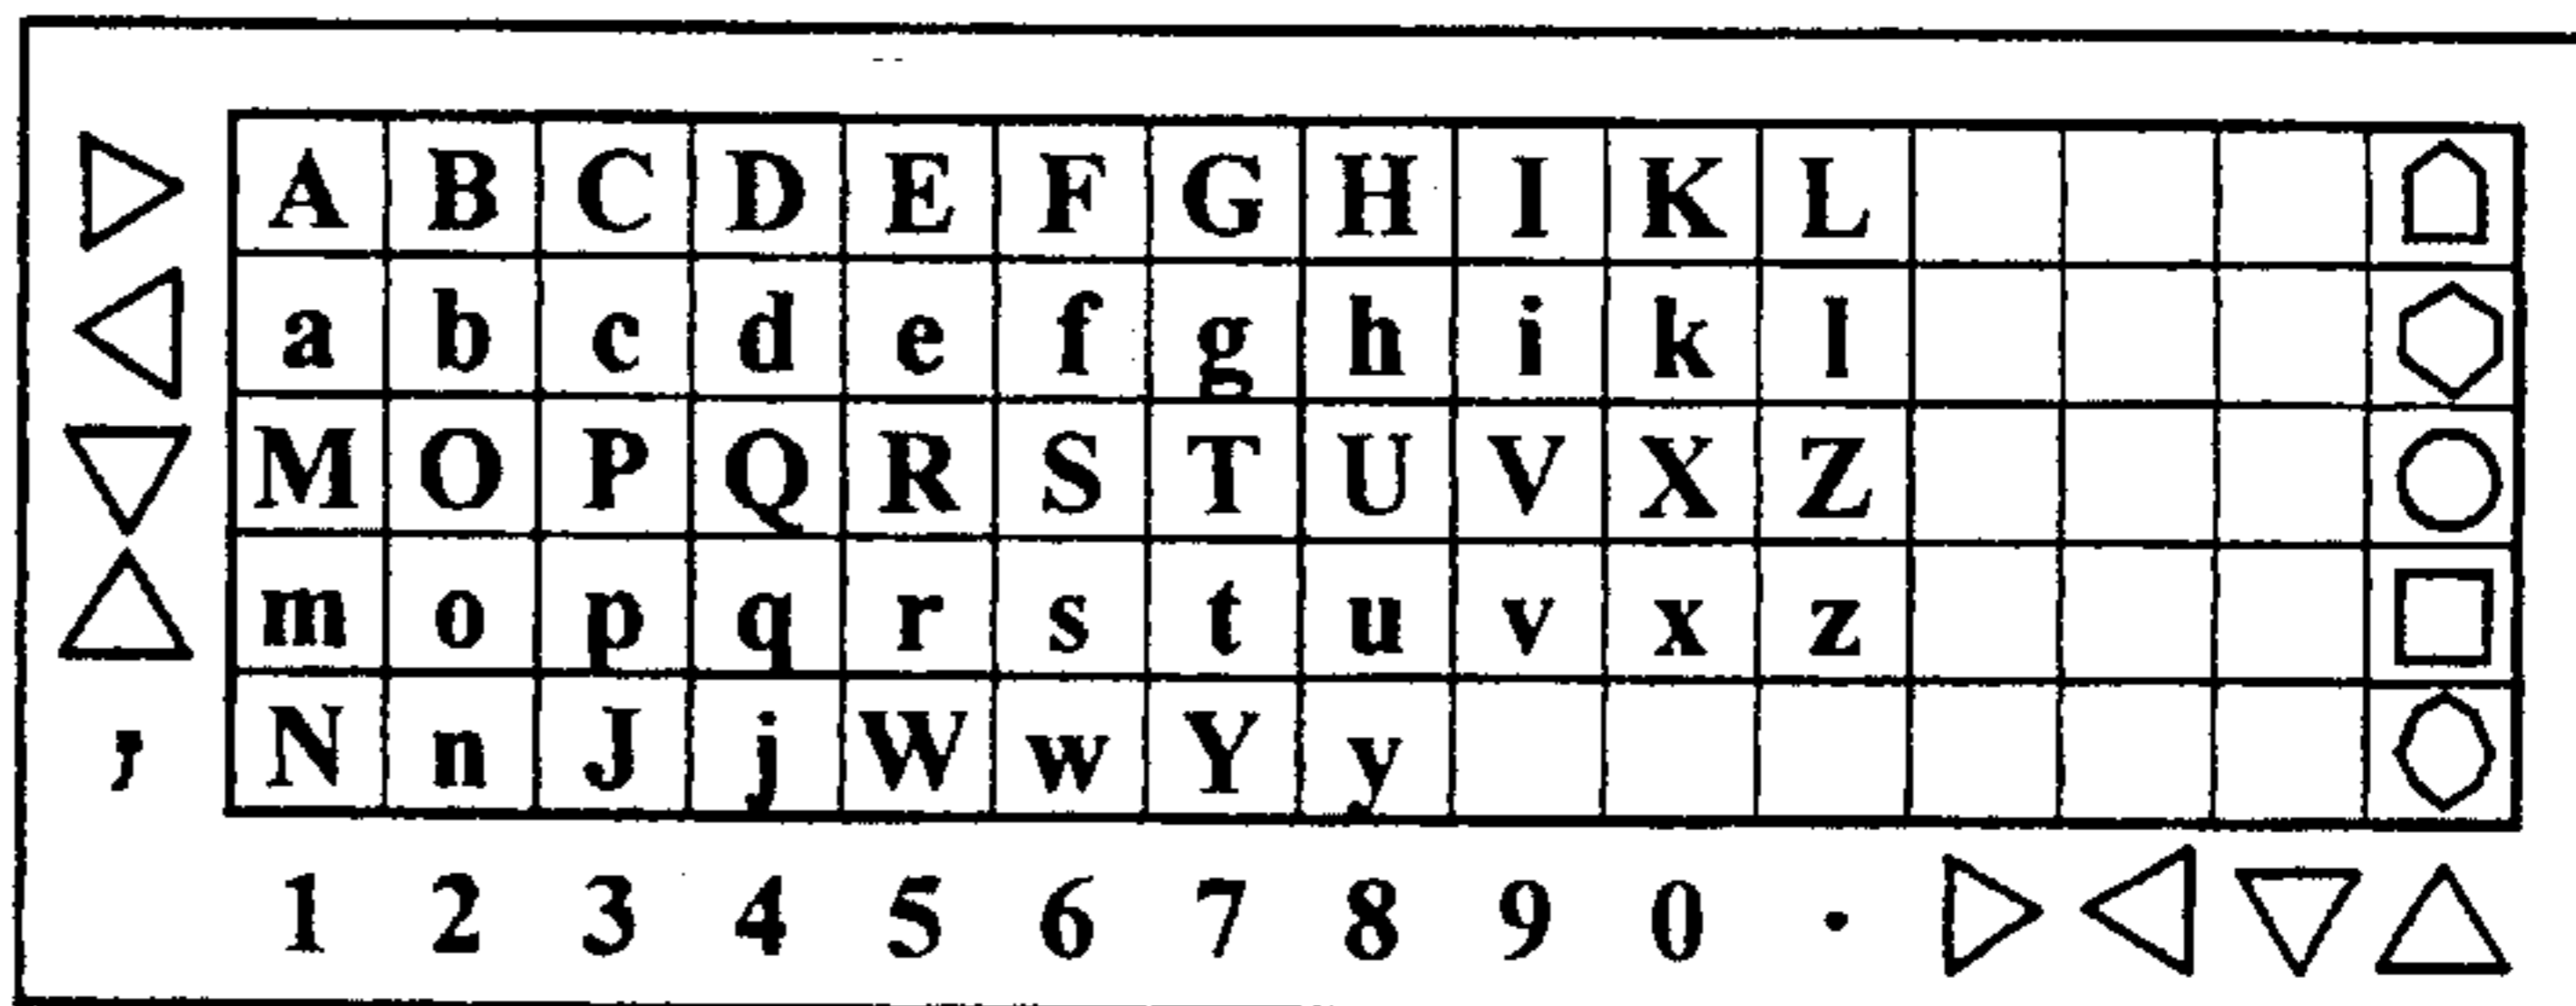 A B C D E F G H I K L
a b c d e f g h i k l
M O P Q R S T U V X Z
m o p q r s t u v x z
, N n J j W w Y y
1 2 3 4 5 6 7 8 9 0 .